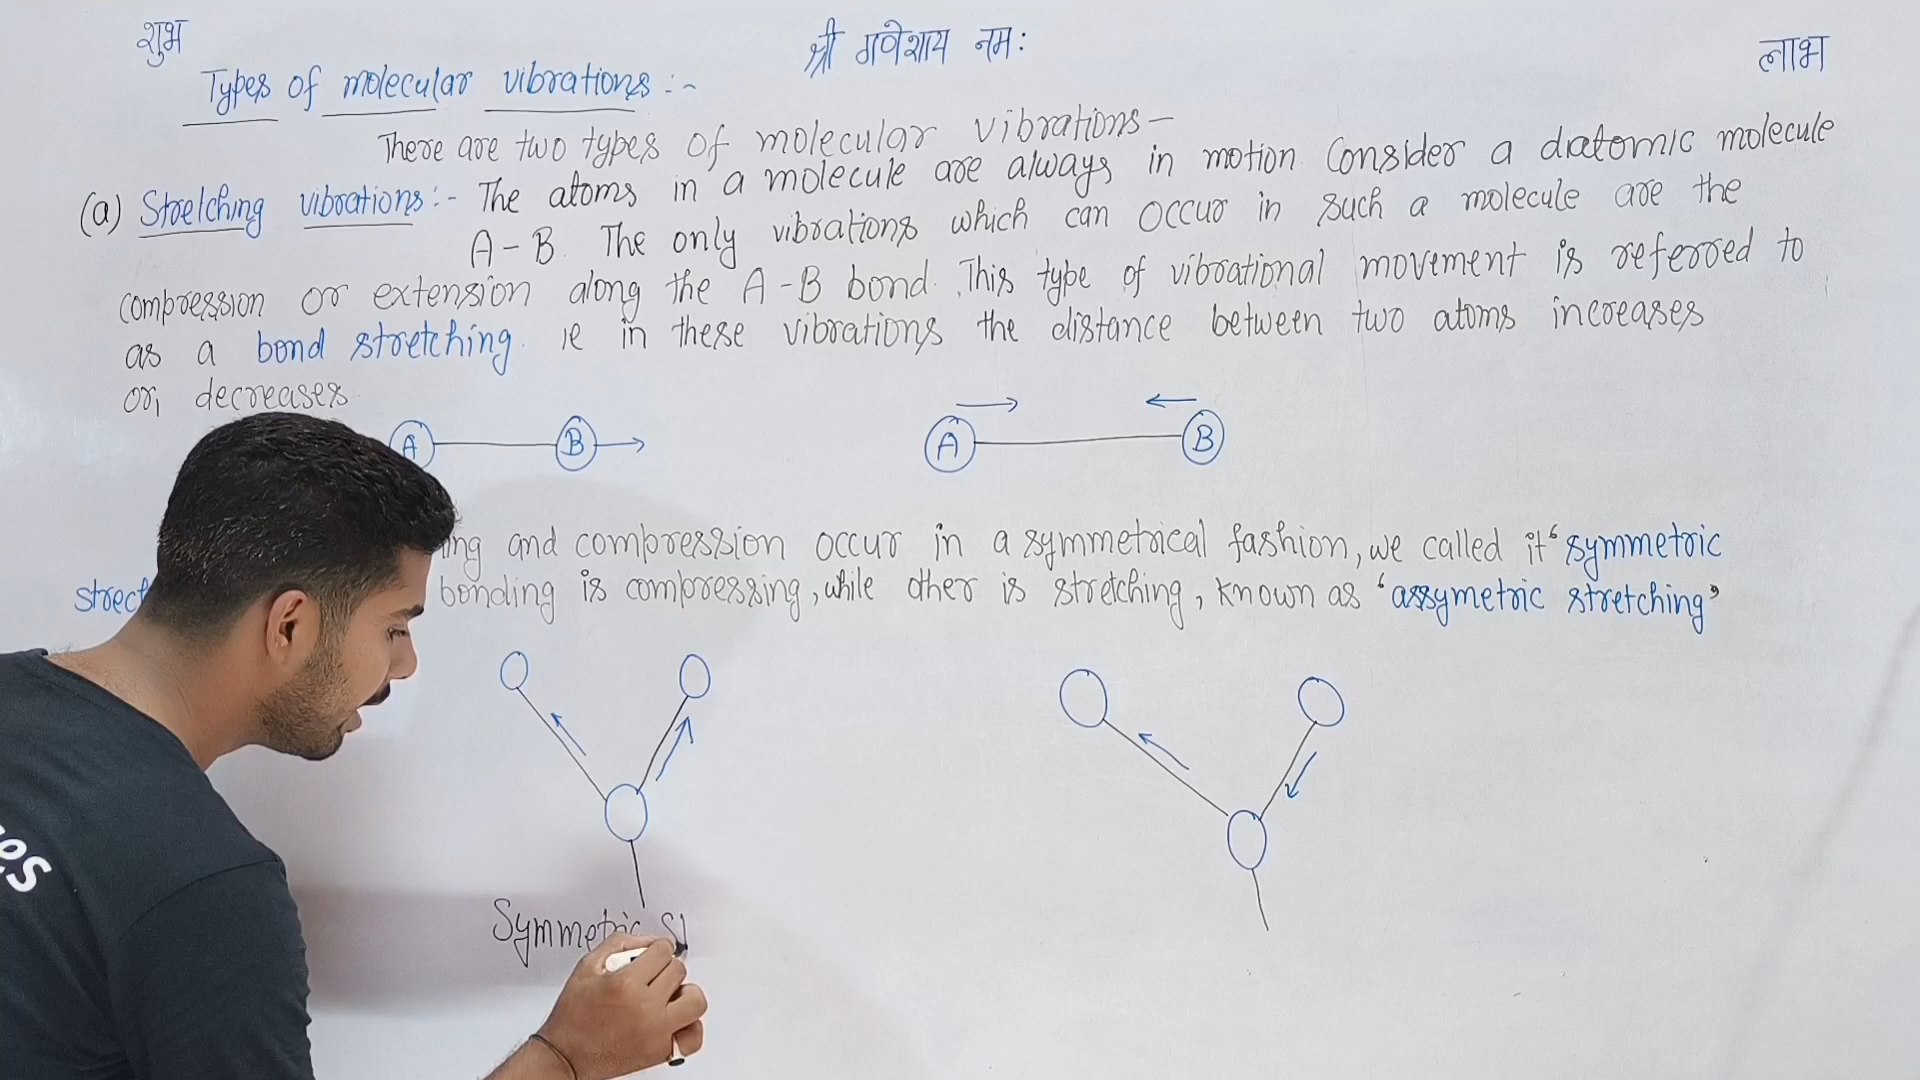 शुभ श्री गणेशाय नमः लाभ
Types of molecular vibrations :-
There are two types of molecular vibrations-
(a) Stretching vibrations:- The atoms in a molecule are always in motion. Consider a diatomic molecule
A-B. The only vibrations which can occur in such a molecule are the
compression or extension along the A-B bond. This type of vibrational movement is referred to
as a bond stretching. ie in these vibrations the distance between two atoms increases
or, decreases.
A B A B
ing and compression occur in a symmetrical fashion, we called it "symmetric
strect bonding is compressing, while other is stretching, known as "assymetric stretching"
Symmetric
es